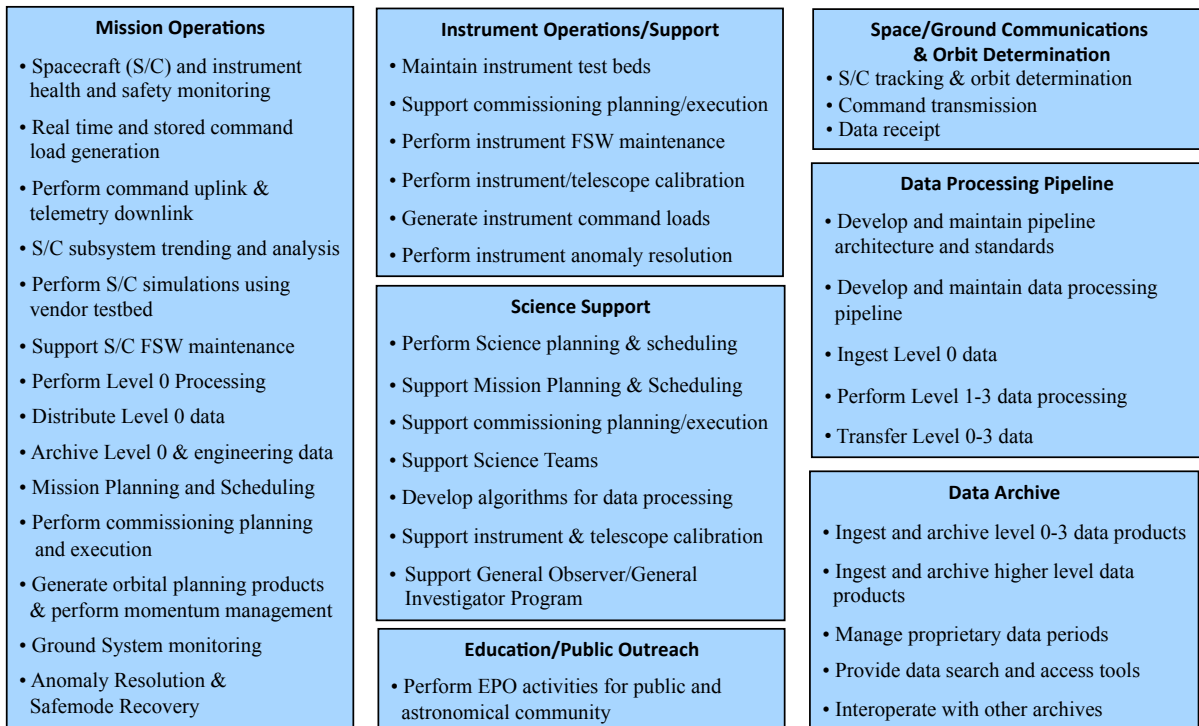 Mission Operations
• Spacecraft (S/C) and instrument
health and safety monitoring
• Real time and stored command
load generation
• Perform command uplink &
telemetry downlink
• S/C subsystem trending and analysis
• Perform S/C simulations using
vendor testbed
• Support S/C FSW maintenance
• Perform Level 0 Processing
• Distribute Level 0 data
• Archive Level 0 & engineering data
• Mission Planning and Scheduling
• Perform commissioning planning
and execution
• Generate orbital planning products
& perform momentum management
• Ground System monitoring
• Anomaly Resolution &
Safemode Recovery
Instrument Operations/Support
• Maintain instrument test beds
• Support commissioning planning/execution
• Perform instrument FSW maintenance
• Perform instrument/telescope calibration
• Generate instrument command loads
• Perform instrument anomaly resolution
Science Support
• Perform Science planning & scheduling
• Support Mission Planning & Scheduling
• Support commissioning planning/execution
• Support Science Teams
• Develop algorithms for data processing
• Support instrument & telescope calibration
• Support General Observer/General
Investigator Program
Education/Public Outreach
• Perform EPO activities for public and
astronomical community
Space/Ground Communications
& Orbit Determination
• S/C tracking & orbit determination
• Command transmission
• Data receipt
Data Processing Pipeline
• Develop and maintain pipeline
architecture and standards
• Develop and maintain data processing
pipeline
• Ingest Level 0 data
• Perform Level 1-3 data processing
• Transfer Level 0-3 data
Data Archive
• Ingest and archive level 0-3 data products
• Ingest and archive higher level data
products
• Manage proprietary data periods
• Provide data search and access tools
• Interoperate with other archives